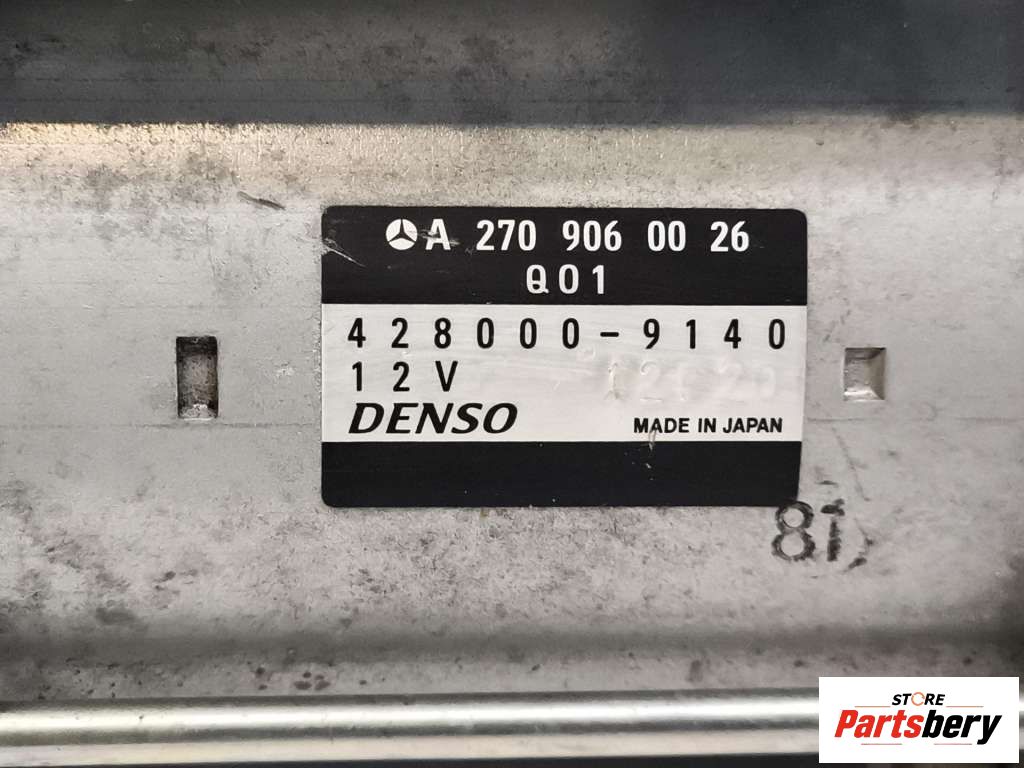 A 270 906 00 26
Q01
428000-9140
12V
DENSO
MADE IN JAPAN
81
STORE
Partsbery